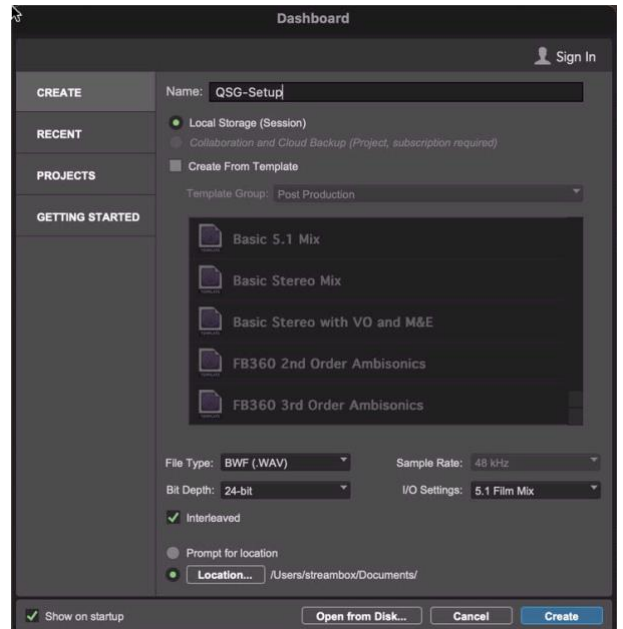 Dashboard
Sign In
CREATE
RECENT
PROJECTS
GETTING STARTED
Name: QSG-Setup
Local Storage (Session)
Collaboration and Cloud Backup (Project, subscription required)
Create From Template
Template Group: Post Production
Basic 5.1 Mix
Basic Stereo Mix
Basic Stereo with VO and M&E
FB360 2nd Order Ambisonics
FB360 3rd Order Ambisonics
File Type: BWF (.WAV) Sample Rate: 48 kHz
Bit Depth: 24-bit I/O Settings: 5.1 Film Mix
Interleaved
Prompt for location
Location... /Users/streambox/Documents/
Show on startup Open from Disk... Cancel Create